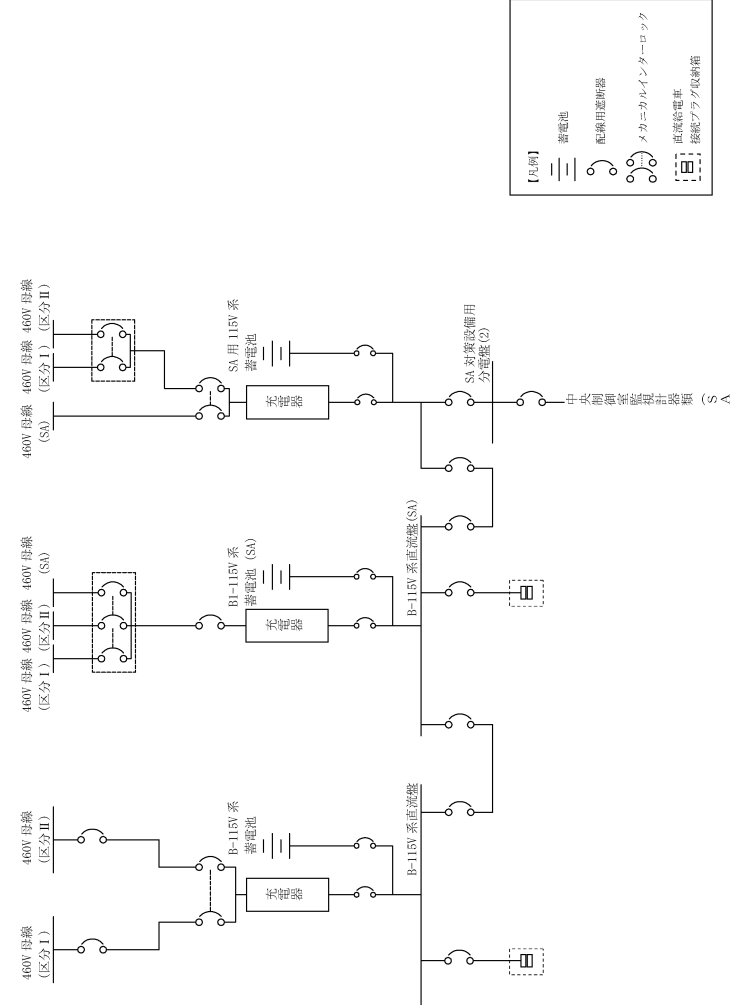 【凡例】
蓄電池
配線用遮断器
メカニカルインターロック
直流給電車
接続プラグ収納箱
460V 母線
(区分Ⅰ)
460V 母線
(区分Ⅱ)
B-115V 系
蓄電池
充電器
B-115V 系直流盤
460V 母線
(区分Ⅰ)
460V 母線
(区分Ⅱ)
460V 母線
(SA)
B1-115V 系
蓄電池 (SA)
充電器
B-115V 系直流盤(SA)
460V 母線
(SA)
460V 母線
(区分Ⅰ)
460V 母線
(区分Ⅱ)
SA 用 115V 系
蓄電池
充電器
SA 対策設備用
分電盤(2)
中央制御室監視計器類(SA